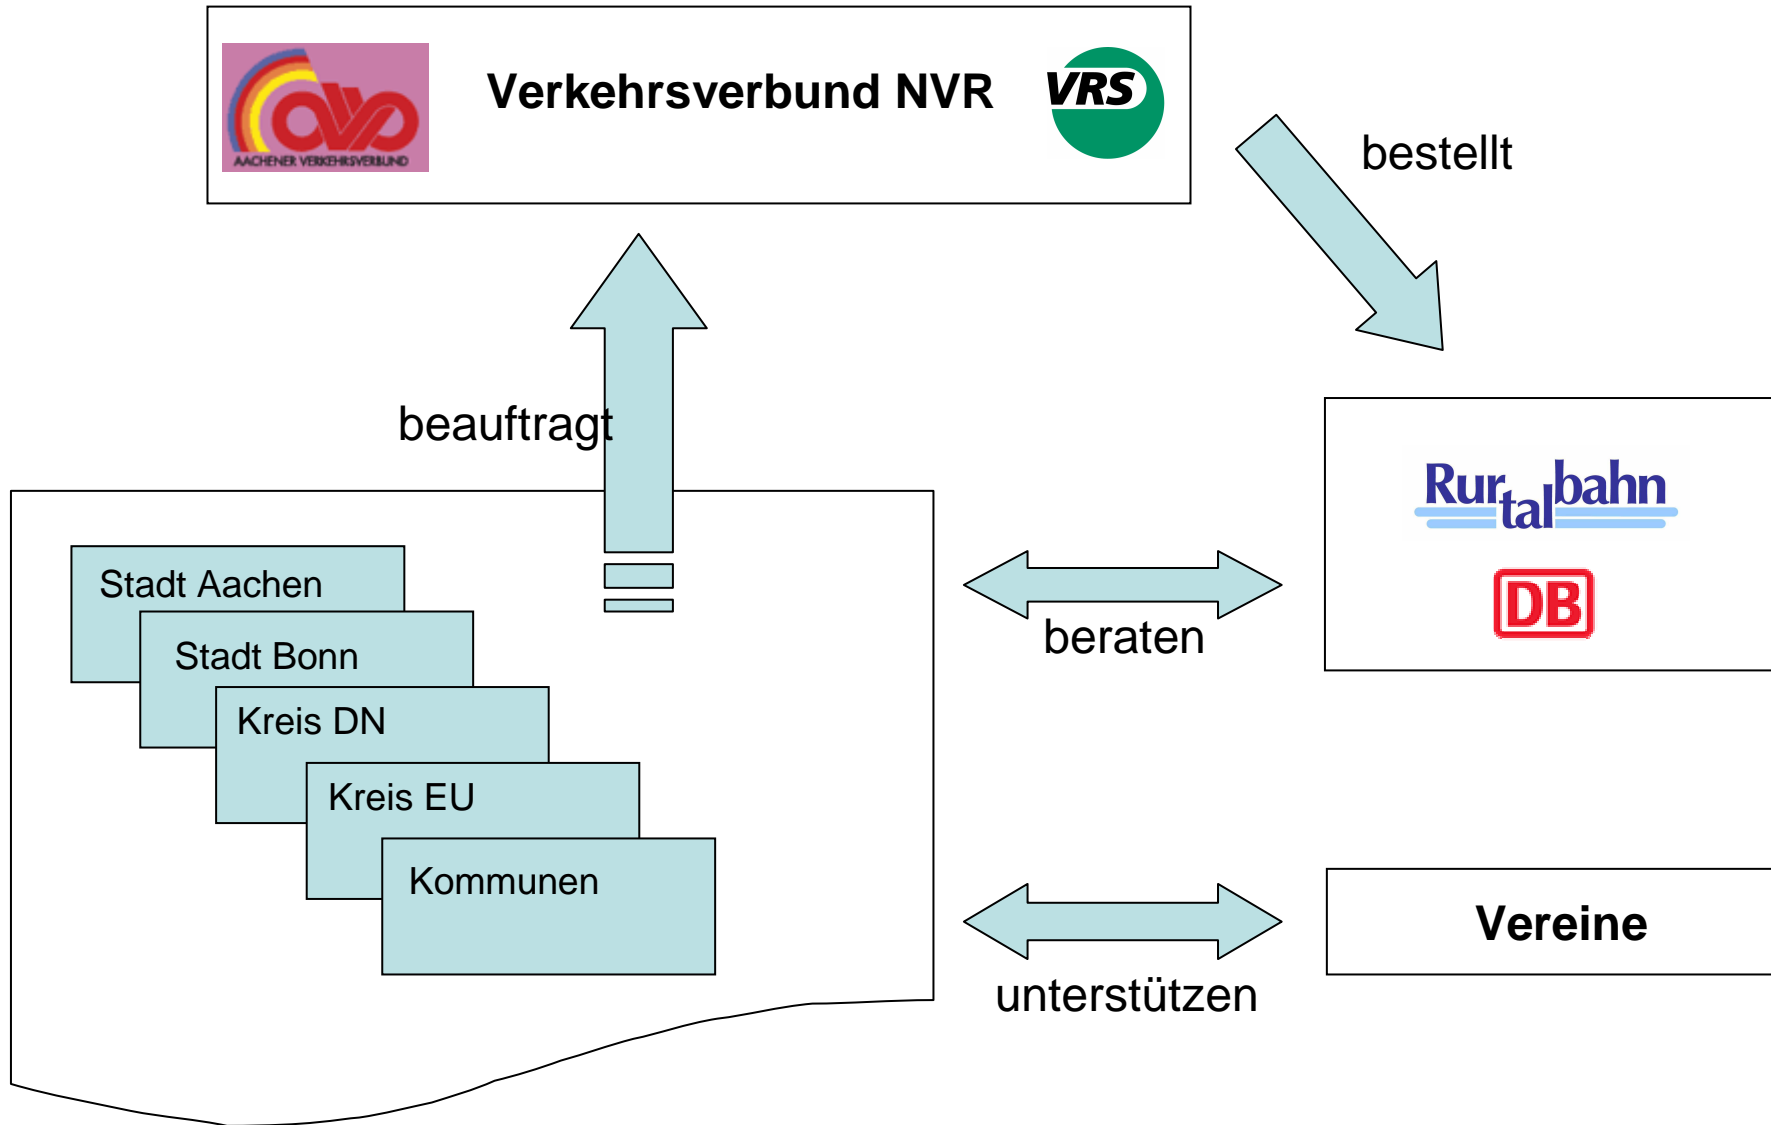 AVV
AACHENER VERKEHRSVERBUND
Verkehrsverbund NVR
VRS
bestellt
beauftragt
Rurtalbahn
DB
Stadt Aachen
Stadt Bonn
Kreis DN
Kreis EU
Kommunen
beraten
Vereine
unterstützen